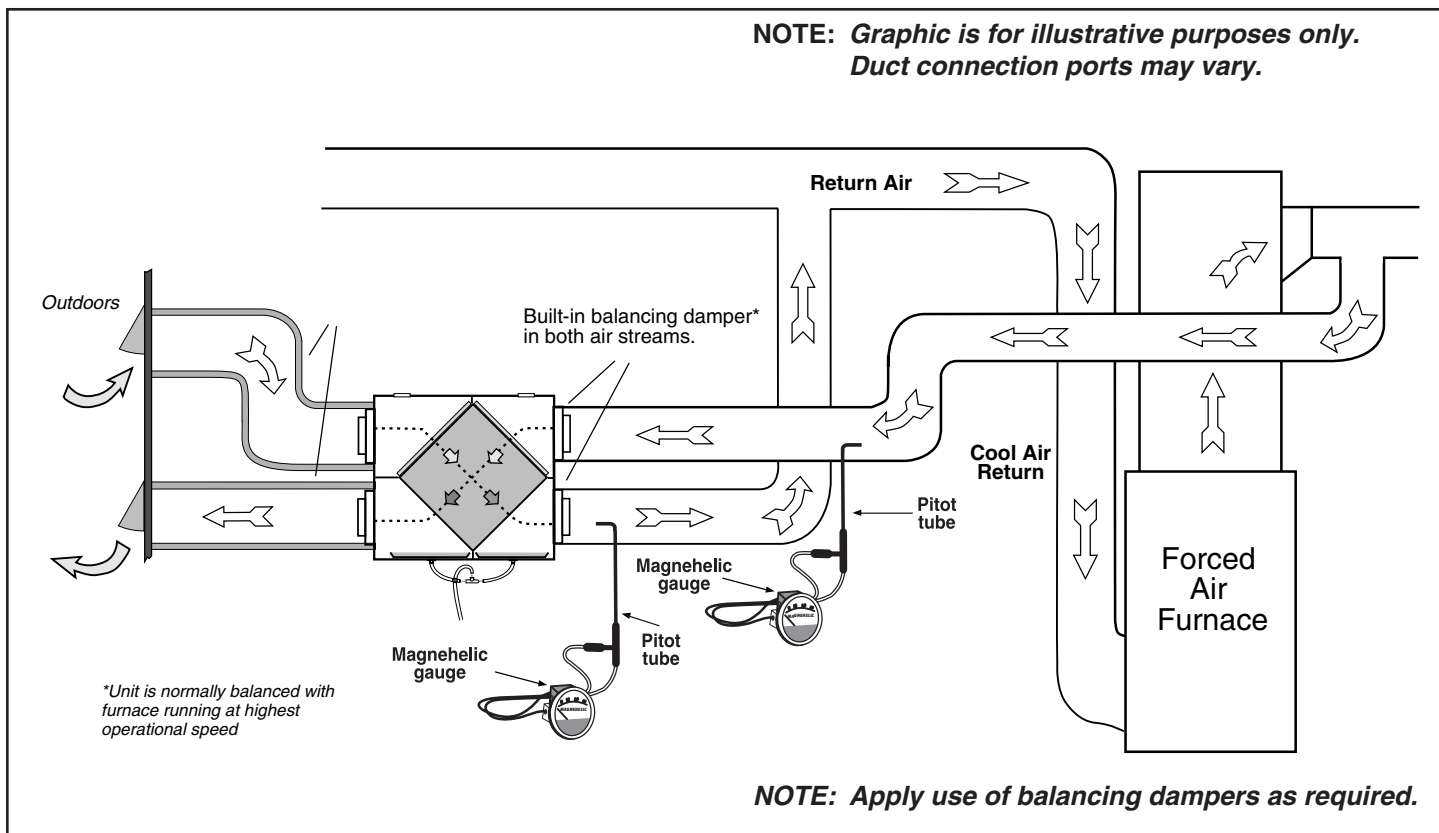 NOTE: Graphic is for illustrative purposes only.
Duct connection ports may vary.
Return Air
Outdoors
Built-in balancing damper*
in both air streams.
Cool Air
Return
Pitot
tube
Magnehelic
gauge
Forced
Air
Furnace
Pitot
tube
Magnehelic
gauge
MAGNEHELIC
MAGNEHELIC
*Unit is normally balanced with
furnace running at highest
operational speed
NOTE: Apply use of balancing dampers as required.